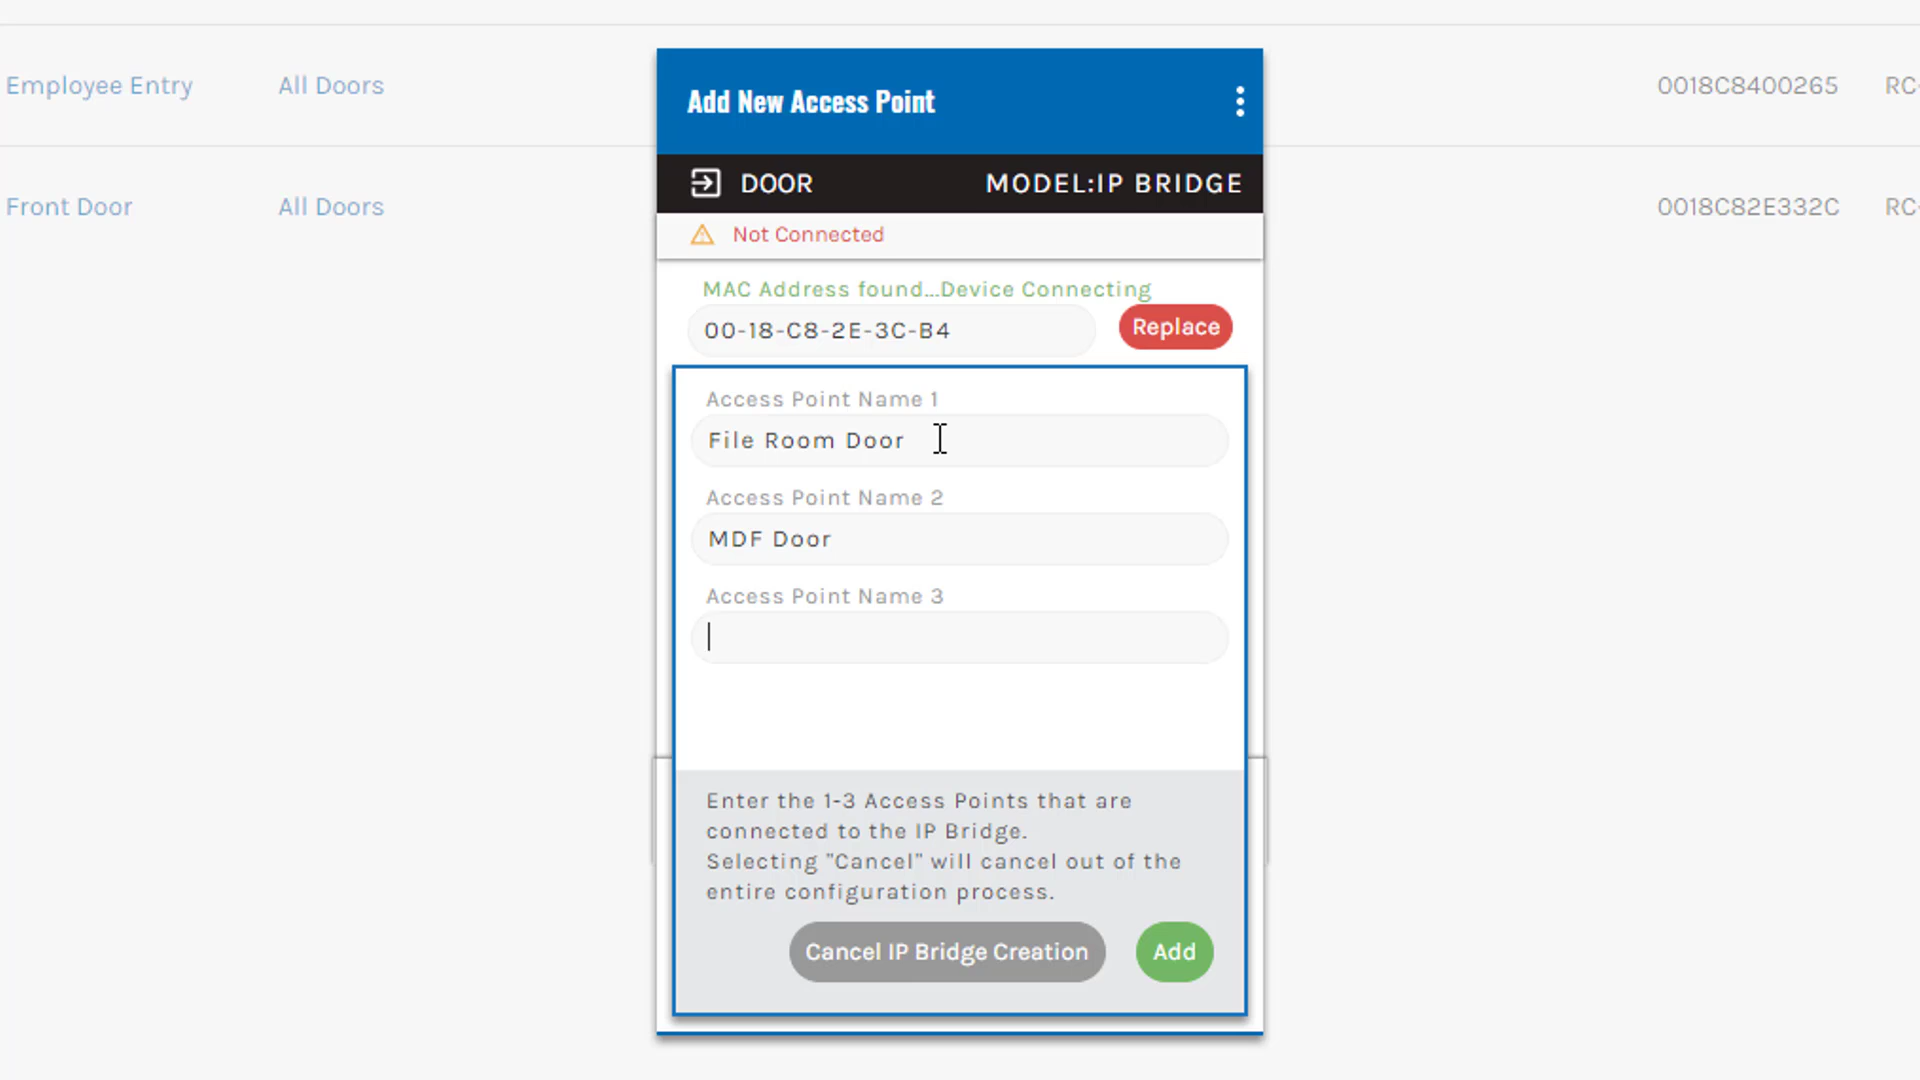 Employee Entry All Doors 0018C8400265 RC-
Front Door All Doors 0018C82E332C RC-
Add New Access Point
DOOR MODEL:IP BRIDGE
Not Connected
MAC Address found...Device Connecting
00-18-C8-2E-3C-B4 Replace
Access Point Name 1
File Room Door
Access Point Name 2
MDF Door
Access Point Name 3
Enter the 1-3 Access Points that are
connected to the IP Bridge.
Selecting "Cancel" will cancel out of the
entire configuration process.
Cancel IP Bridge Creation Add